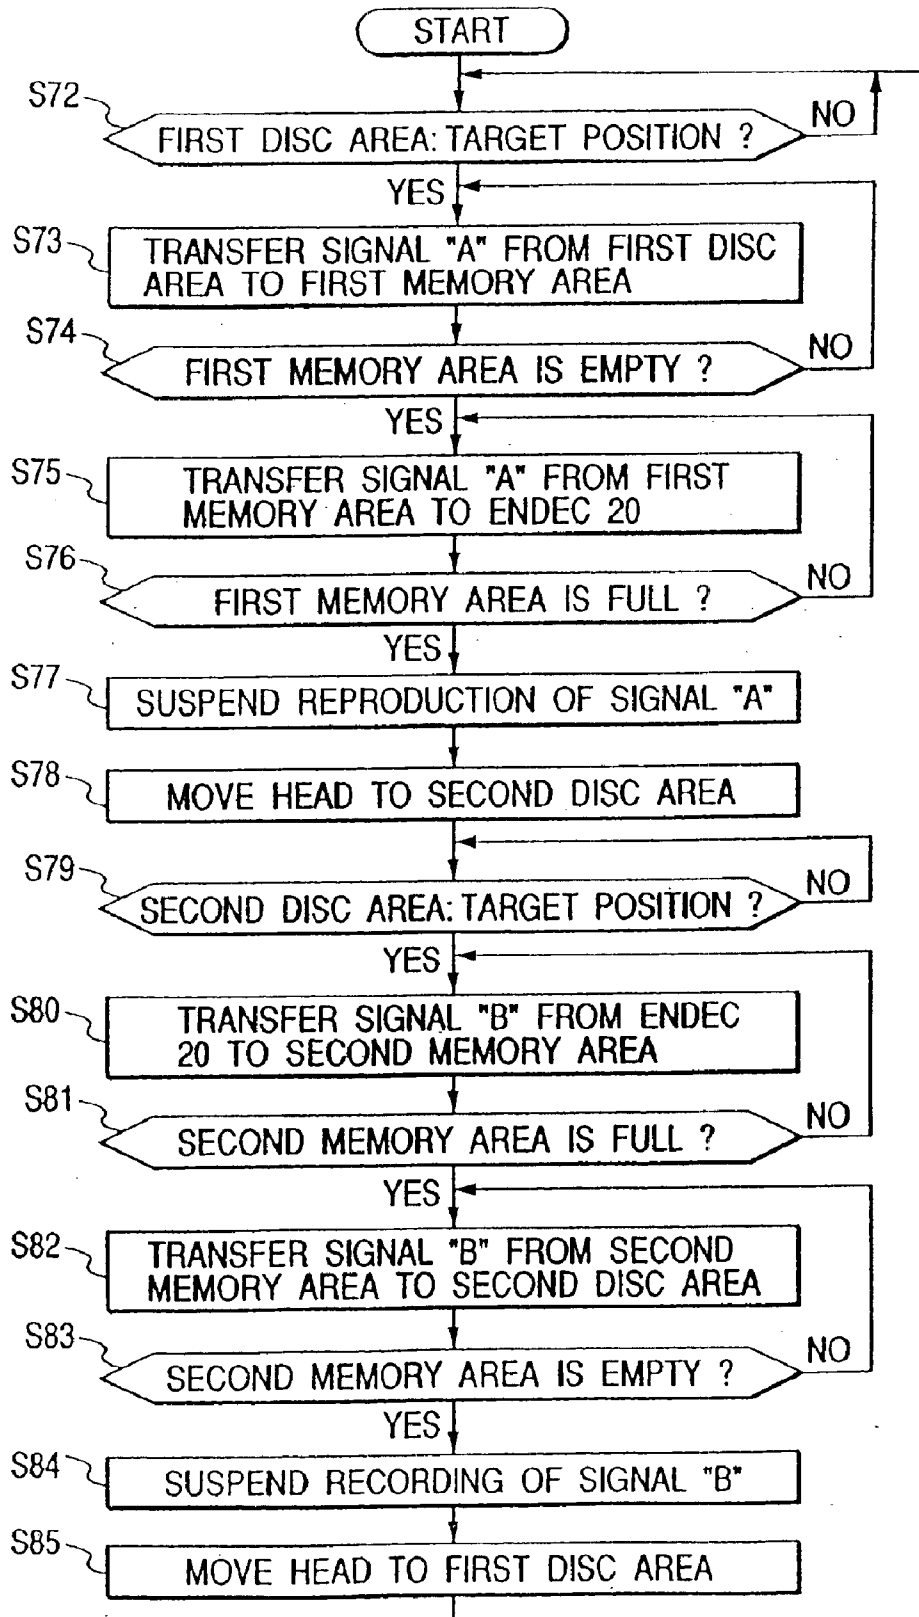 START
S72
FIRST DISC AREA: TARGET POSITION ?
NO
YES
S73
TRANSFER SIGNAL "A" FROM FIRST DISC
AREA TO FIRST MEMORY AREA
S74
FIRST MEMORY AREA IS EMPTY ?
NO
YES
S75
TRANSFER SIGNAL "A" FROM FIRST
MEMORY AREA TO ENDEC 20
S76
FIRST MEMORY AREA IS FULL ?
NO
YES
S77
SUSPEND REPRODUCTION OF SIGNAL "A"
S78
MOVE HEAD TO SECOND DISC AREA
S79
SECOND DISC AREA: TARGET POSITION ?
NO
YES
S80
TRANSFER SIGNAL "B" FROM ENDEC
20 TO SECOND MEMORY AREA
S81
SECOND MEMORY AREA IS FULL ?
NO
YES
S82
TRANSFER SIGNAL "B" FROM SECOND
MEMORY AREA TO SECOND DISC AREA
S83
SECOND MEMORY AREA IS EMPTY ?
NO
YES
S84
SUSPEND RECORDING OF SIGNAL "B"
S85
MOVE HEAD TO FIRST DISC AREA